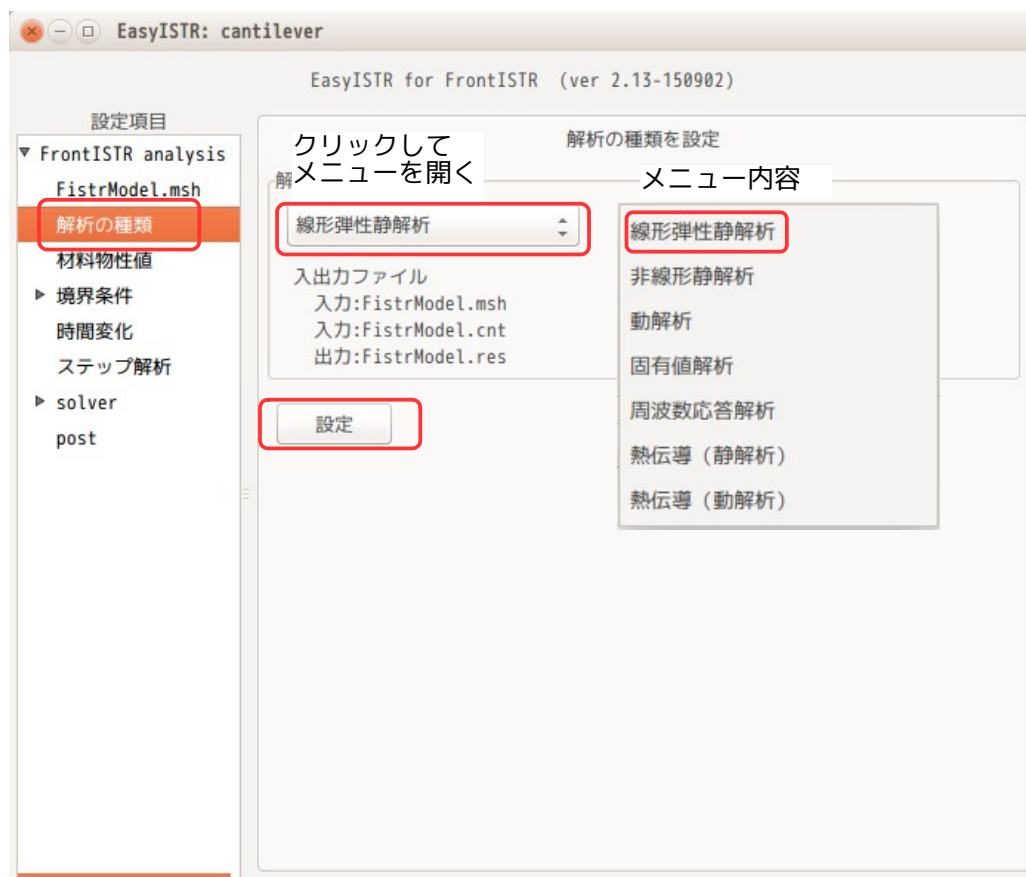 EasyISTR: cantilever
EasyISTR for FrontISTR (ver 2.13-150902)
設定項目
FrontISTR analysis
FistrModel.msh
解析の種類
材料物性値
境界条件
時間変化
ステップ解析
solver
post
解析の種類を設定
クリックして
メニューを開く
解
線形弾性静解析
入出力ファイル
入力:FistrModel.msh
入力:FistrModel.cnt
出力:FistrModel.res
設定
メニュー内容
線形弾性静解析
非線形静解析
動解析
固有値解析
周波数応答解析
熱伝導（静解析）
熱伝導（動解析）